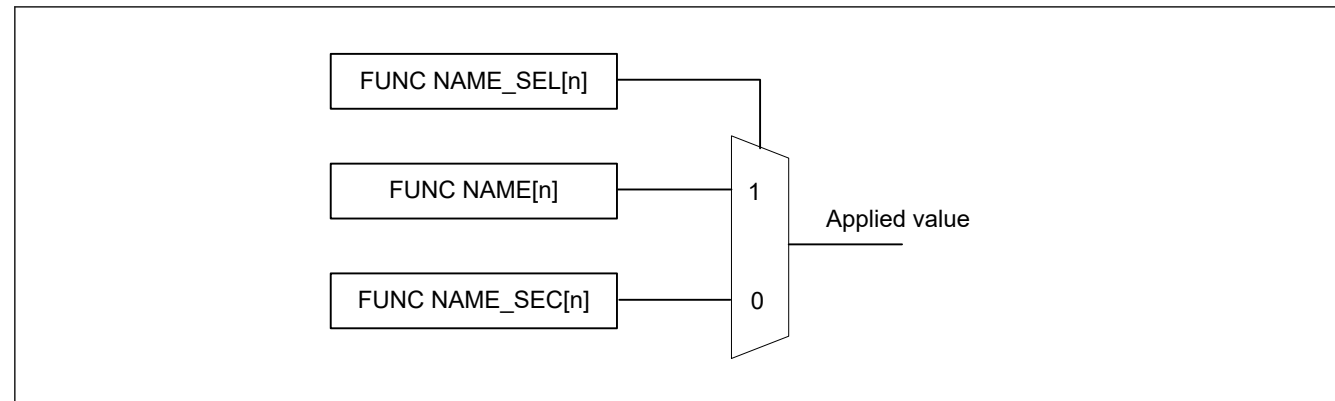 FUNC NAME_SEL[n]
FUNC NAME[n]
1
Applied value
FUNC NAME_SEC[n]
0